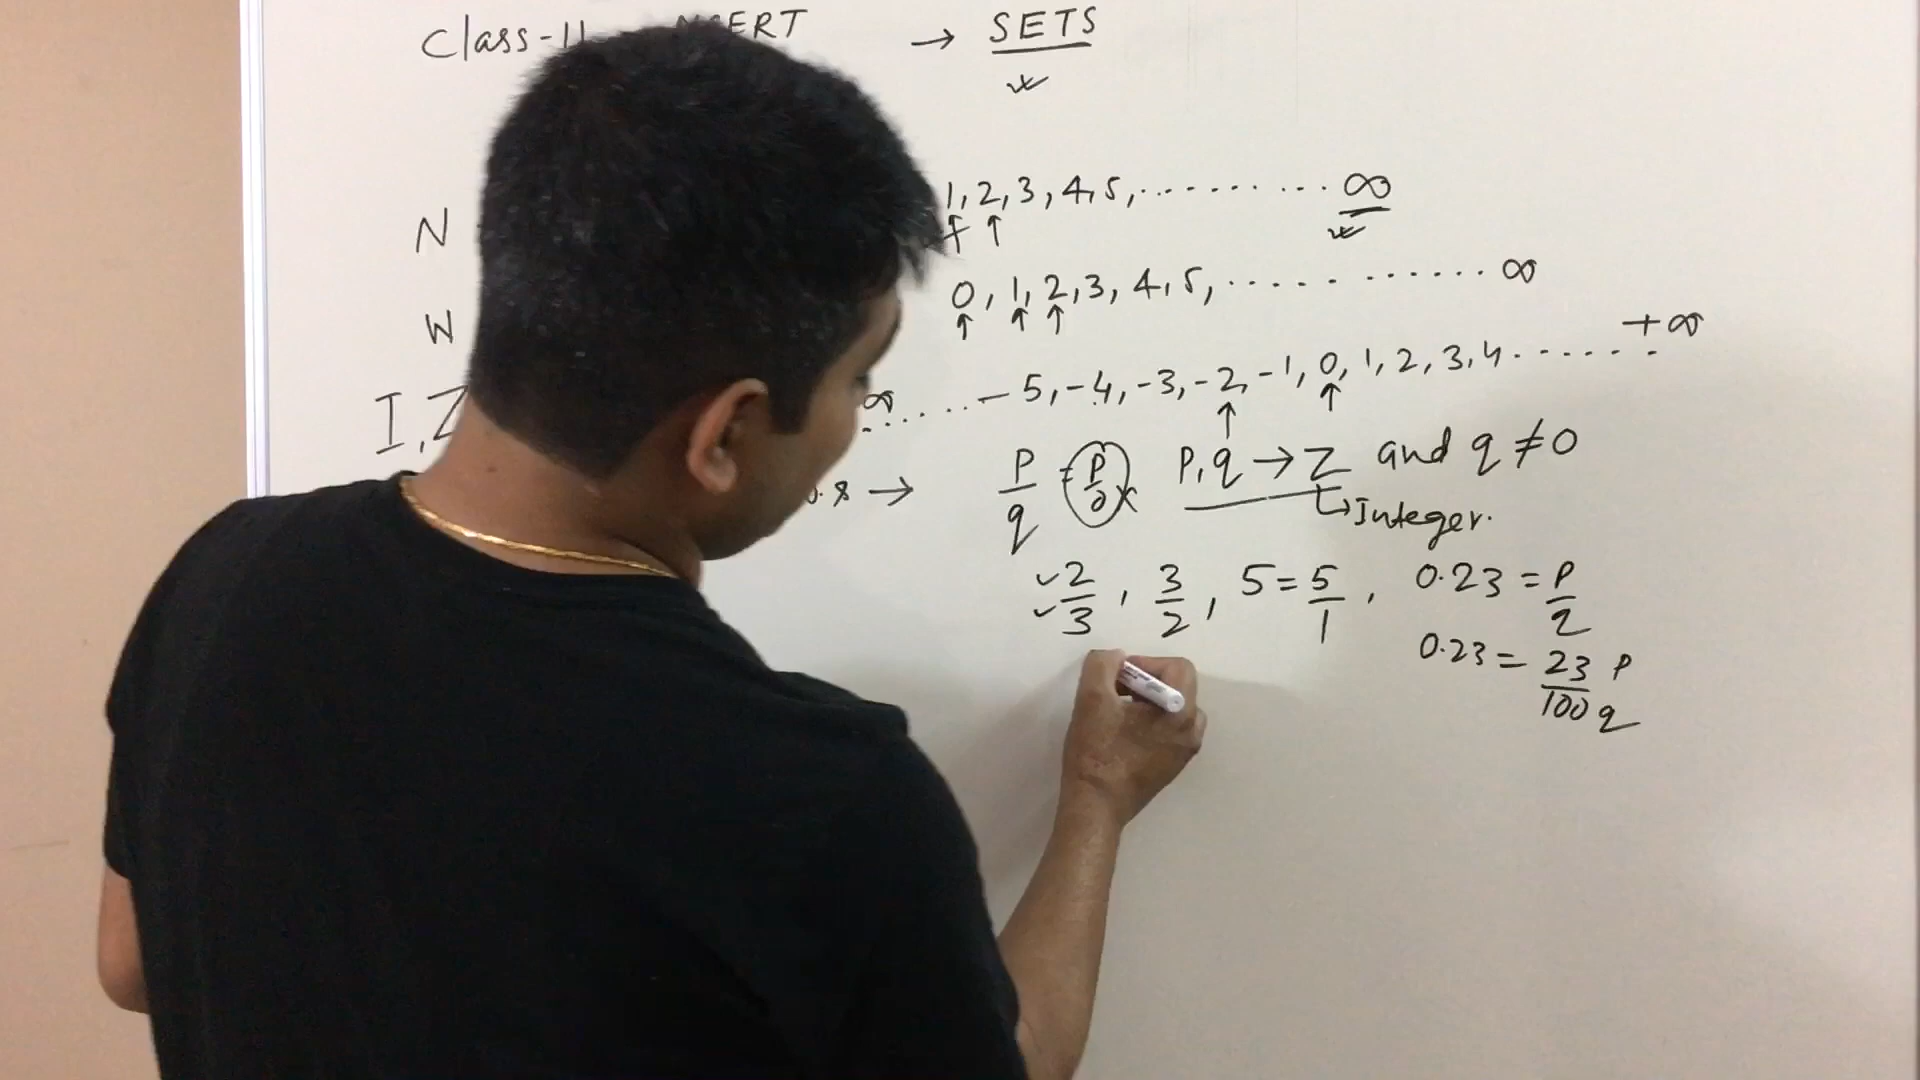 Class-11 NCERT → SETS
N 1, 2, 3, 4, 5, ........... ∞
W 0, 1, 2, 3, 4, 5, ........... ∞
I, Z ∞ ..... -5, -4, -3, -2, -1, 0, 1, 2, 3, 4 ....... +∞
→ P/q = P/0 × P, q → Z and q ≠ 0
↳ Integer.
2/3, 3/2, 5 = 5/1, 0.23 = P/q
0.23 = 23/100 P/q